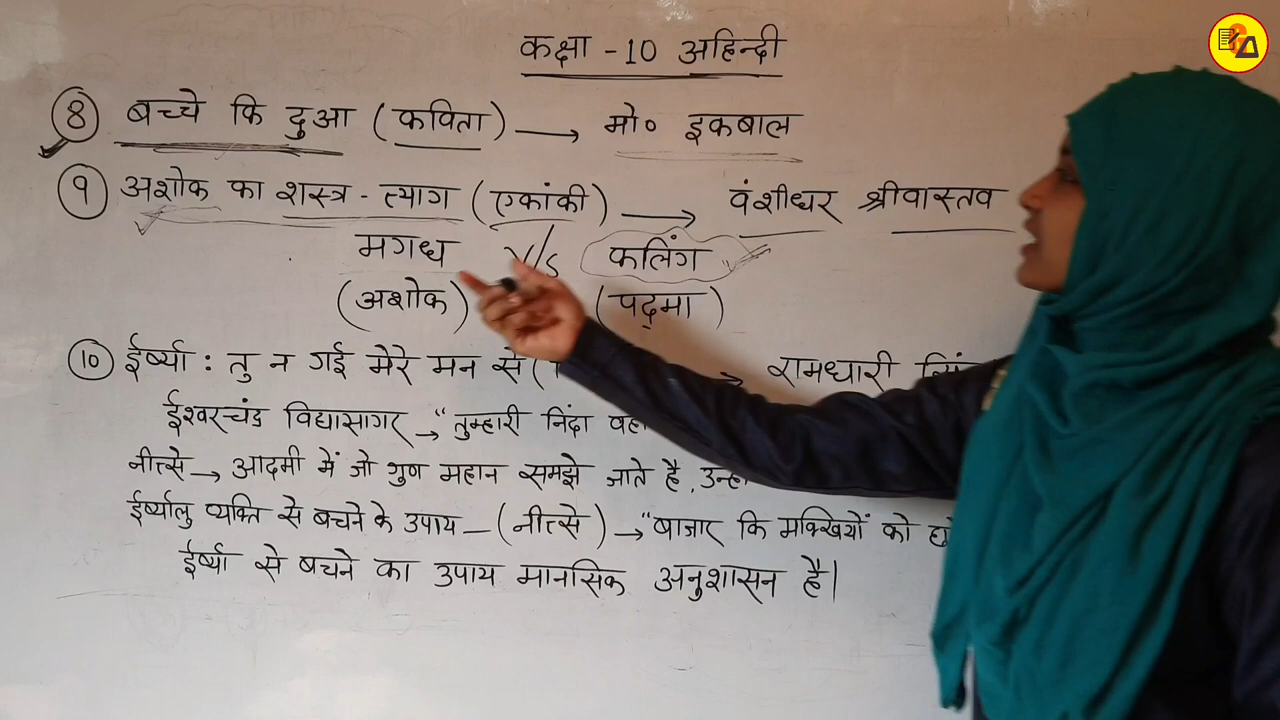 कक्षा - 10 अहिन्दी
8 बच्चे कि दुआ (कविता) → मो० इकबाल
9 अशोक का शस्त्र - त्याग (एकांकी) → वंशीधर श्रीवास्तव
मगध V/S कलिंग
(अशोक) (पद्मा)
10 ईर्ष्या : तु न गई मेरे मन से ( → रामधारी
ईश्वरचंड विद्यासागर → "तुम्हारी निंदा
नीत्से → आदमी में जो गुण महान समझे जाते है,
ईर्ष्यालु व्यक्ति से बचने के उपाय - (नीत्से) → "बाजार कि मक्खियों को
ईर्ष्या से बचने का उपाय मानसिक अनुशासन है।